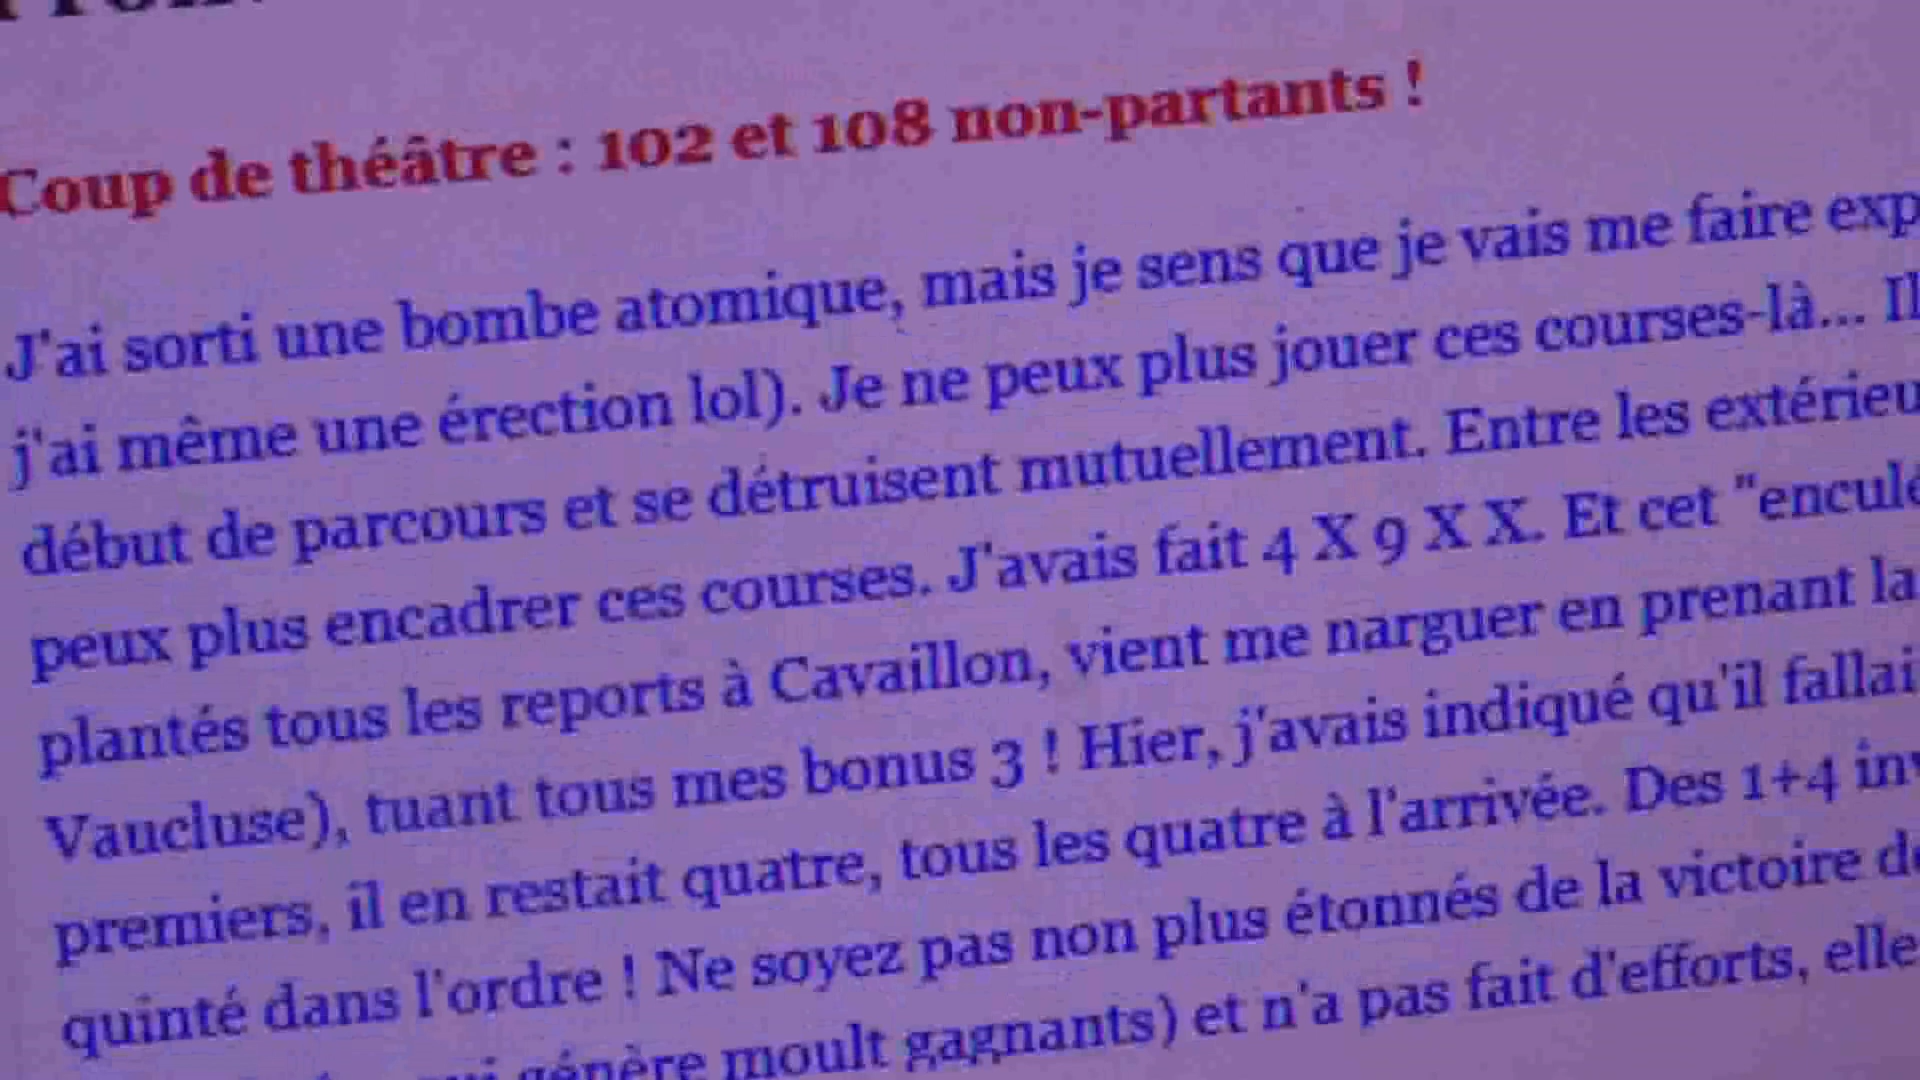 Coup de théâtre : 102 et 108 non-partants !
J'ai sorti une bombe atomique, mais je sens que je vais me faire exp
j'ai même une érection lol). Je ne peux plus jouer ces courses-là... Il
début de parcours et se détruisent mutuellement. Entre les extérieu
peux plus encadrer ces courses. J'avais fait 4 X 9 X X. Et cet "enculé
plantés tous les reports à Cavaillon, vient me narguer en prenant la
Vaucluse), tuant tous mes bonus 3 ! Hier, j'avais indiqué qu'il fallai
premiers, il en restait quatre, tous les quatre à l'arrivée. Des 1+4 inv
quinté dans l'ordre ! Ne soyez pas non plus étonnés de la victoire de
génère moult gagnants) et n'a pas fait d'efforts, elle